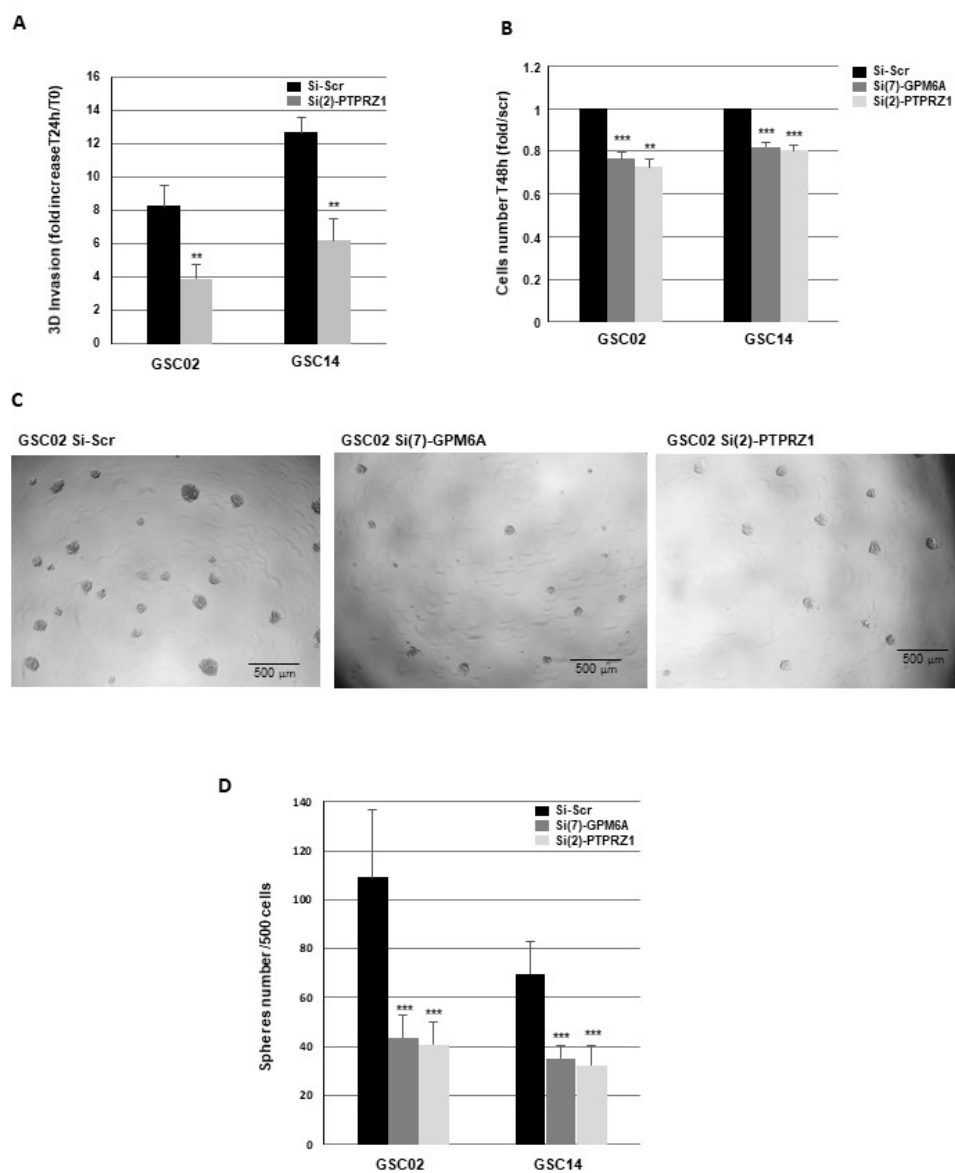 A
3D Invasion (fold increase T24h/T0)
16
14
12
10
8
6
4
2
0
Si-Scr
Si(2)-PTPRZ1
**
**
GSC02
GSC14
B
Cells number T48h (fold/scr)
1.2
1
0.8
0.6
0.4
0.2
0
Si-Scr
Si(7)-GPM6A
Si(2)-PTPRZ1
*** **
*** ***
GSC02
GSC14
C
GSC02 Si-Scr
GSC02 Si(7)-GPM6A
GSC02 Si(2)-PTPRZ1
500 µm
500 µm
500 µm
D
Spheres number/500 cells
140
120
100
80
60
40
20
0
Si-Scr
Si(7)-GPM6A
Si(2)-PTPRZ1
*** ***
*** ***
GSC02
GSC14